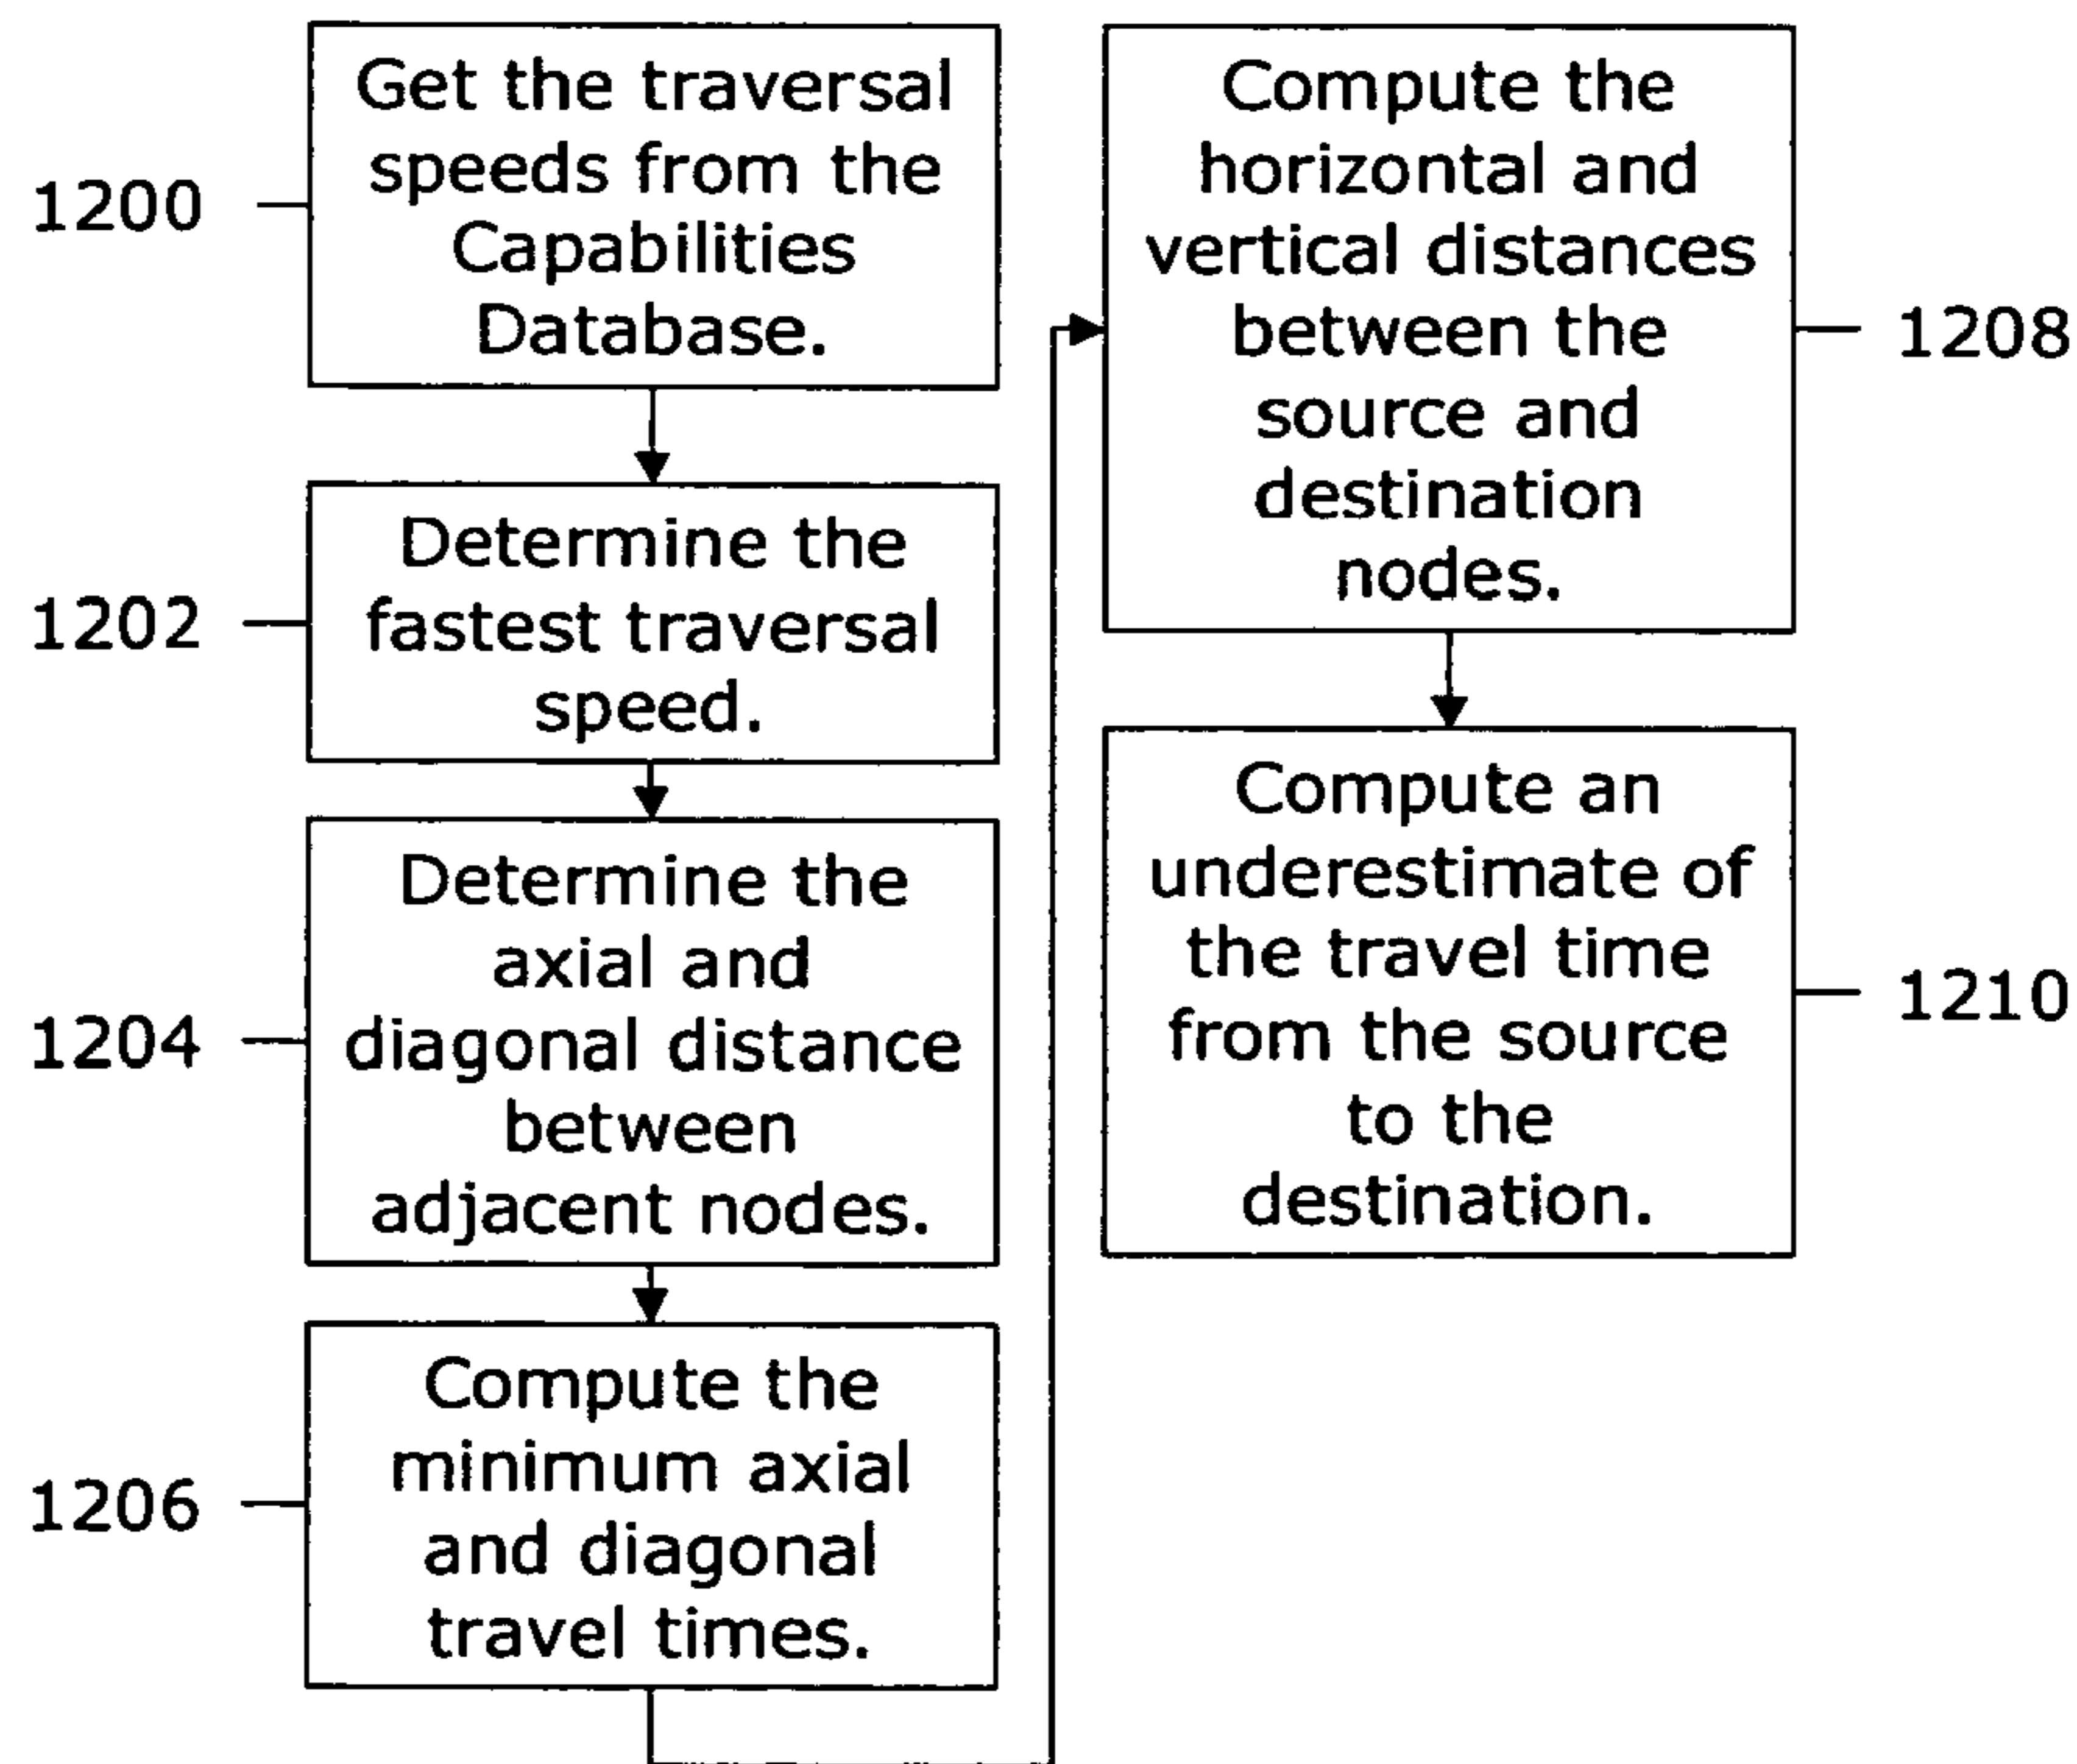 1200
Get the traversal
speeds from the
Capabilities
Database.
1202
Determine the
fastest traversal
speed.
1204
Determine the
axial and
diagonal distance
between
adjacent nodes.
1206
Compute the
minimum axial
and diagonal
travel times.
Compute the
horizontal and
vertical distances
between the
source and
destination
nodes.
1208
Compute an
underestimate of
the travel time
from the source
to the
destination.
1210